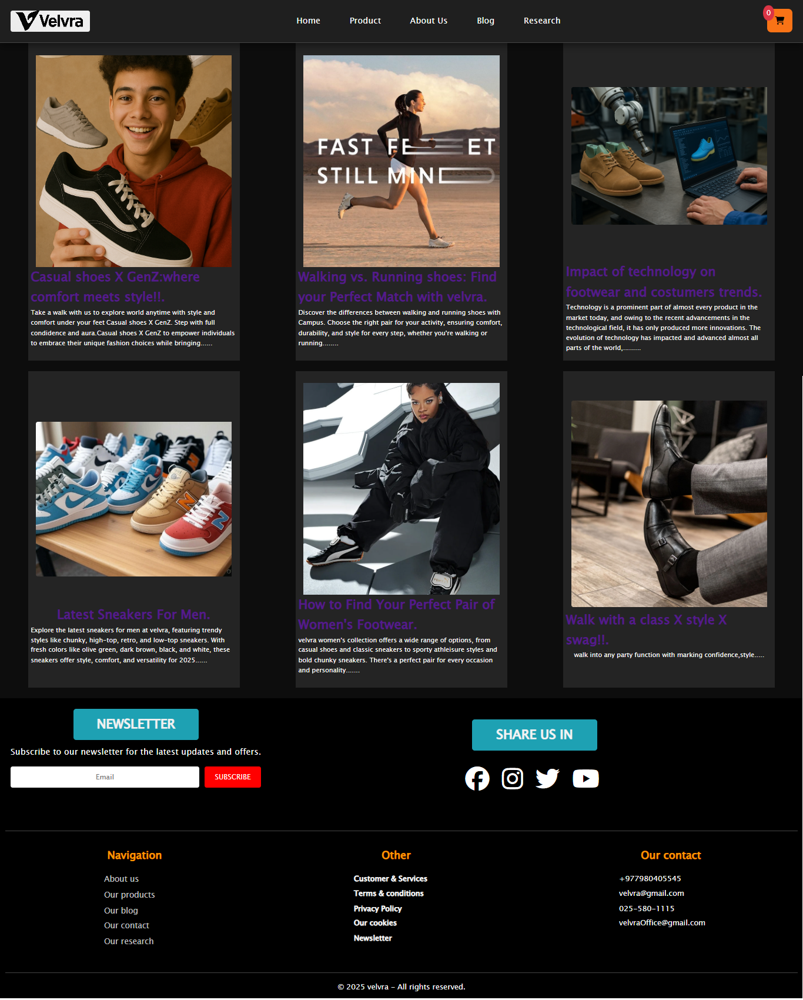 Velvra
Home
Product
About Us
Blog
Research
0
FAST FE ET
STILL MIN
Casual shoes X GenZ:where
comfort meets style!!.
Take a walk with us to explore world anytime with style and
comfort under your feet Casual shoes X GenZ. Step with full
condidence and aura.Casual shoes X GenZ to empower individuals
to embrace their unique fashion choices while bringing......
Walking vs. Running shoes: Find
your Perfect Match with velvra.
Discover the differences between walking and running shoes with
Campus. Choose the right pair for your activity, ensuring comfort,
durability, and style for every step, whether you're walking or
running........
Impact of technology on
footwear and costumers trends.
Technology is a prominent part of almost every product in the
market today, and owing to the recent advancements in the
technological field, it has only produced more innovations. The
evolution of technology has impacted and advanced almost all
parts of the world,.........
Latest Sneakers For Men.
Explore the latest sneakers for men at velvra, featuring trendy
styles like chunky, high-top, retro, and low-top sneakers. With
fresh colors like olive green, dark brown, black, and white, these
sneakers offer style, comfort, and versatility for 2025......
How to Find Your Perfect Pair of
Women's Footwear.
velvra women's collection offers a wide range of options, from
casual shoes and classic sneakers to sporty athleisure styles and
bold chunky sneakers. There's a perfect pair for every occasion
and personality.......
Walk with a class X style X
swag!!.
walk into any party function with marking confidence,style.....
NEWSLETTER
Subscribe to our newsletter for the latest updates and offers.
Email
SUBSCRIBE
SHARE US IN
Navigation
About us
Our products
Our blog
Our contact
Our research
Other
Customer & Services
Terms & conditions
Privacy Policy
Our cookies
Newsletter
Our contact
+977980405545
velvra@gmail.com
025-580-1115
velvraOffice@gmail.com
© 2025 velvra - All rights reserved.